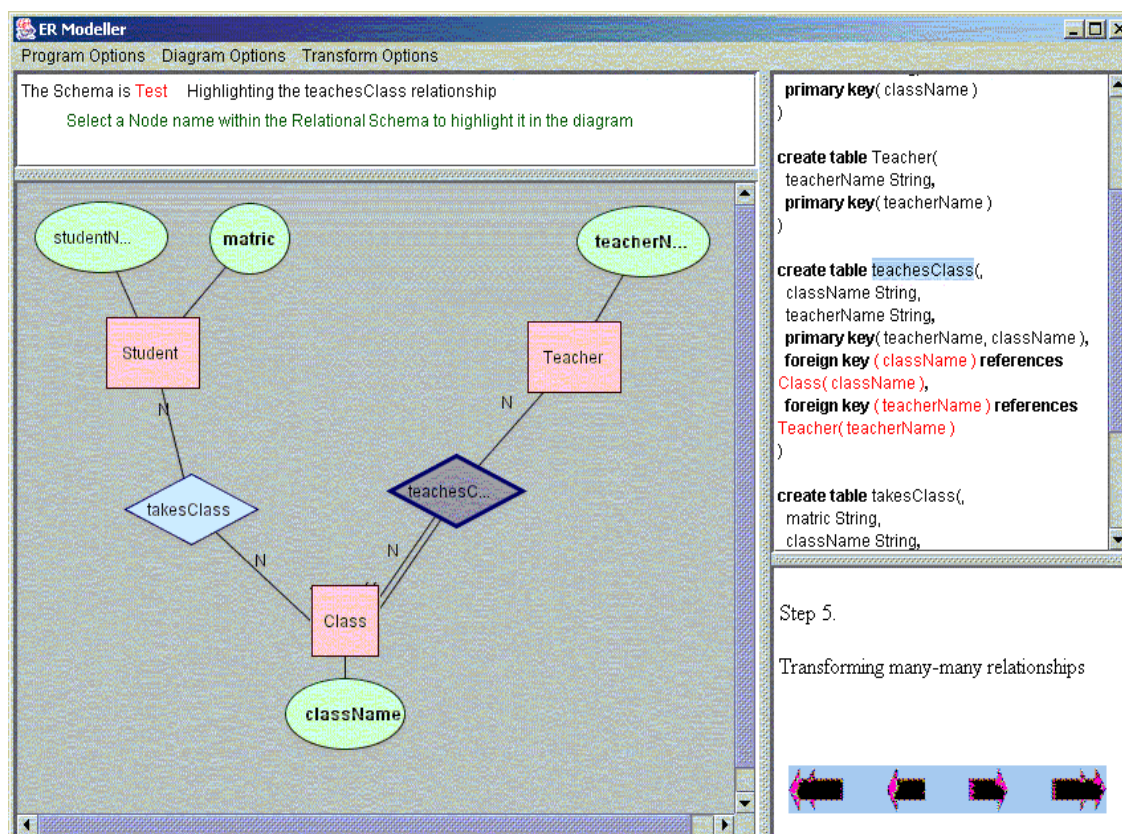 ER Modeller
Program Options Diagram Options Transform Options
The Schema is Test Highlighting the teachesClass relationship
Select a Node name within the Relational Schema to highlight it in the diagram
studentN...
matric
teacherN...
Student
Teacher
N
N
takesClass
teachesC...
N
N
Class
className
primary key( className )
)
create table Teacher(
teacherName String,
primary key( teacherName )
)
create table teachesClass(,
className String,
teacherName String,
primary key( teacherName, className ),
foreign key ( className ) references
Class( className ),
foreign key ( teacherName ) references
Teacher( teacherName )
)
create table takesClass(,
matric String,
className String,
Step 5.
Transforming many-many relationships